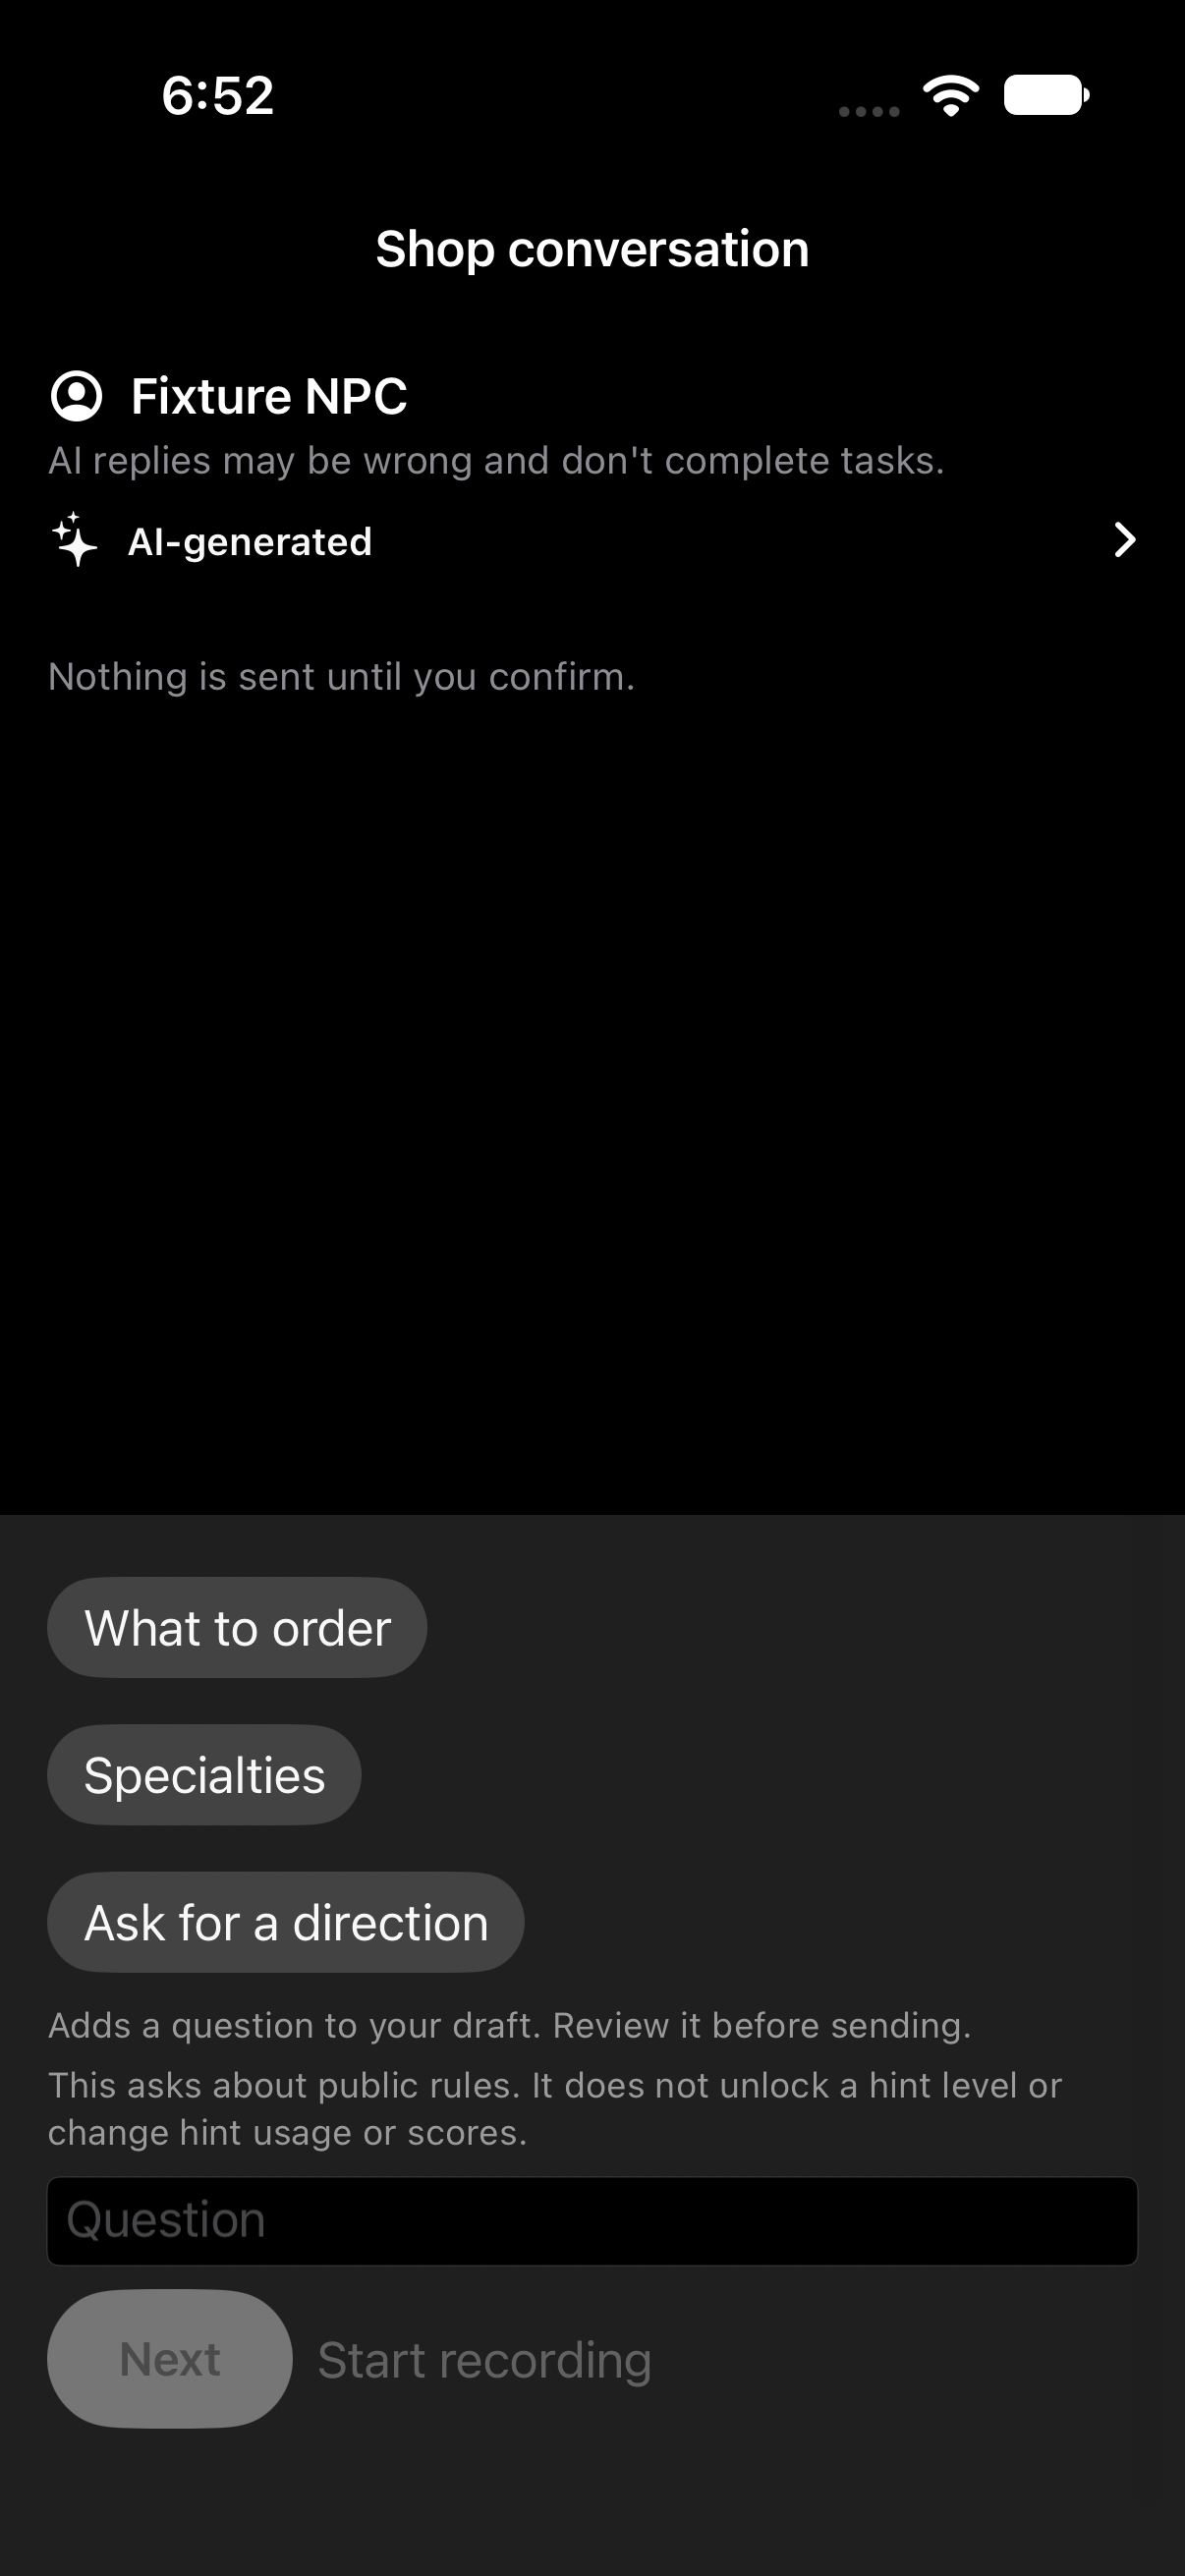 6:52
Shop conversation
Fixture NPC
AI replies may be wrong and don't complete tasks.
AI-generated
Nothing is sent until you confirm.
What to order
Specialties
Ask for a direction
Adds a question to your draft. Review it before sending.
This asks about public rules. It does not unlock a hint level or
change hint usage or scores.
Question
Next
Start recording